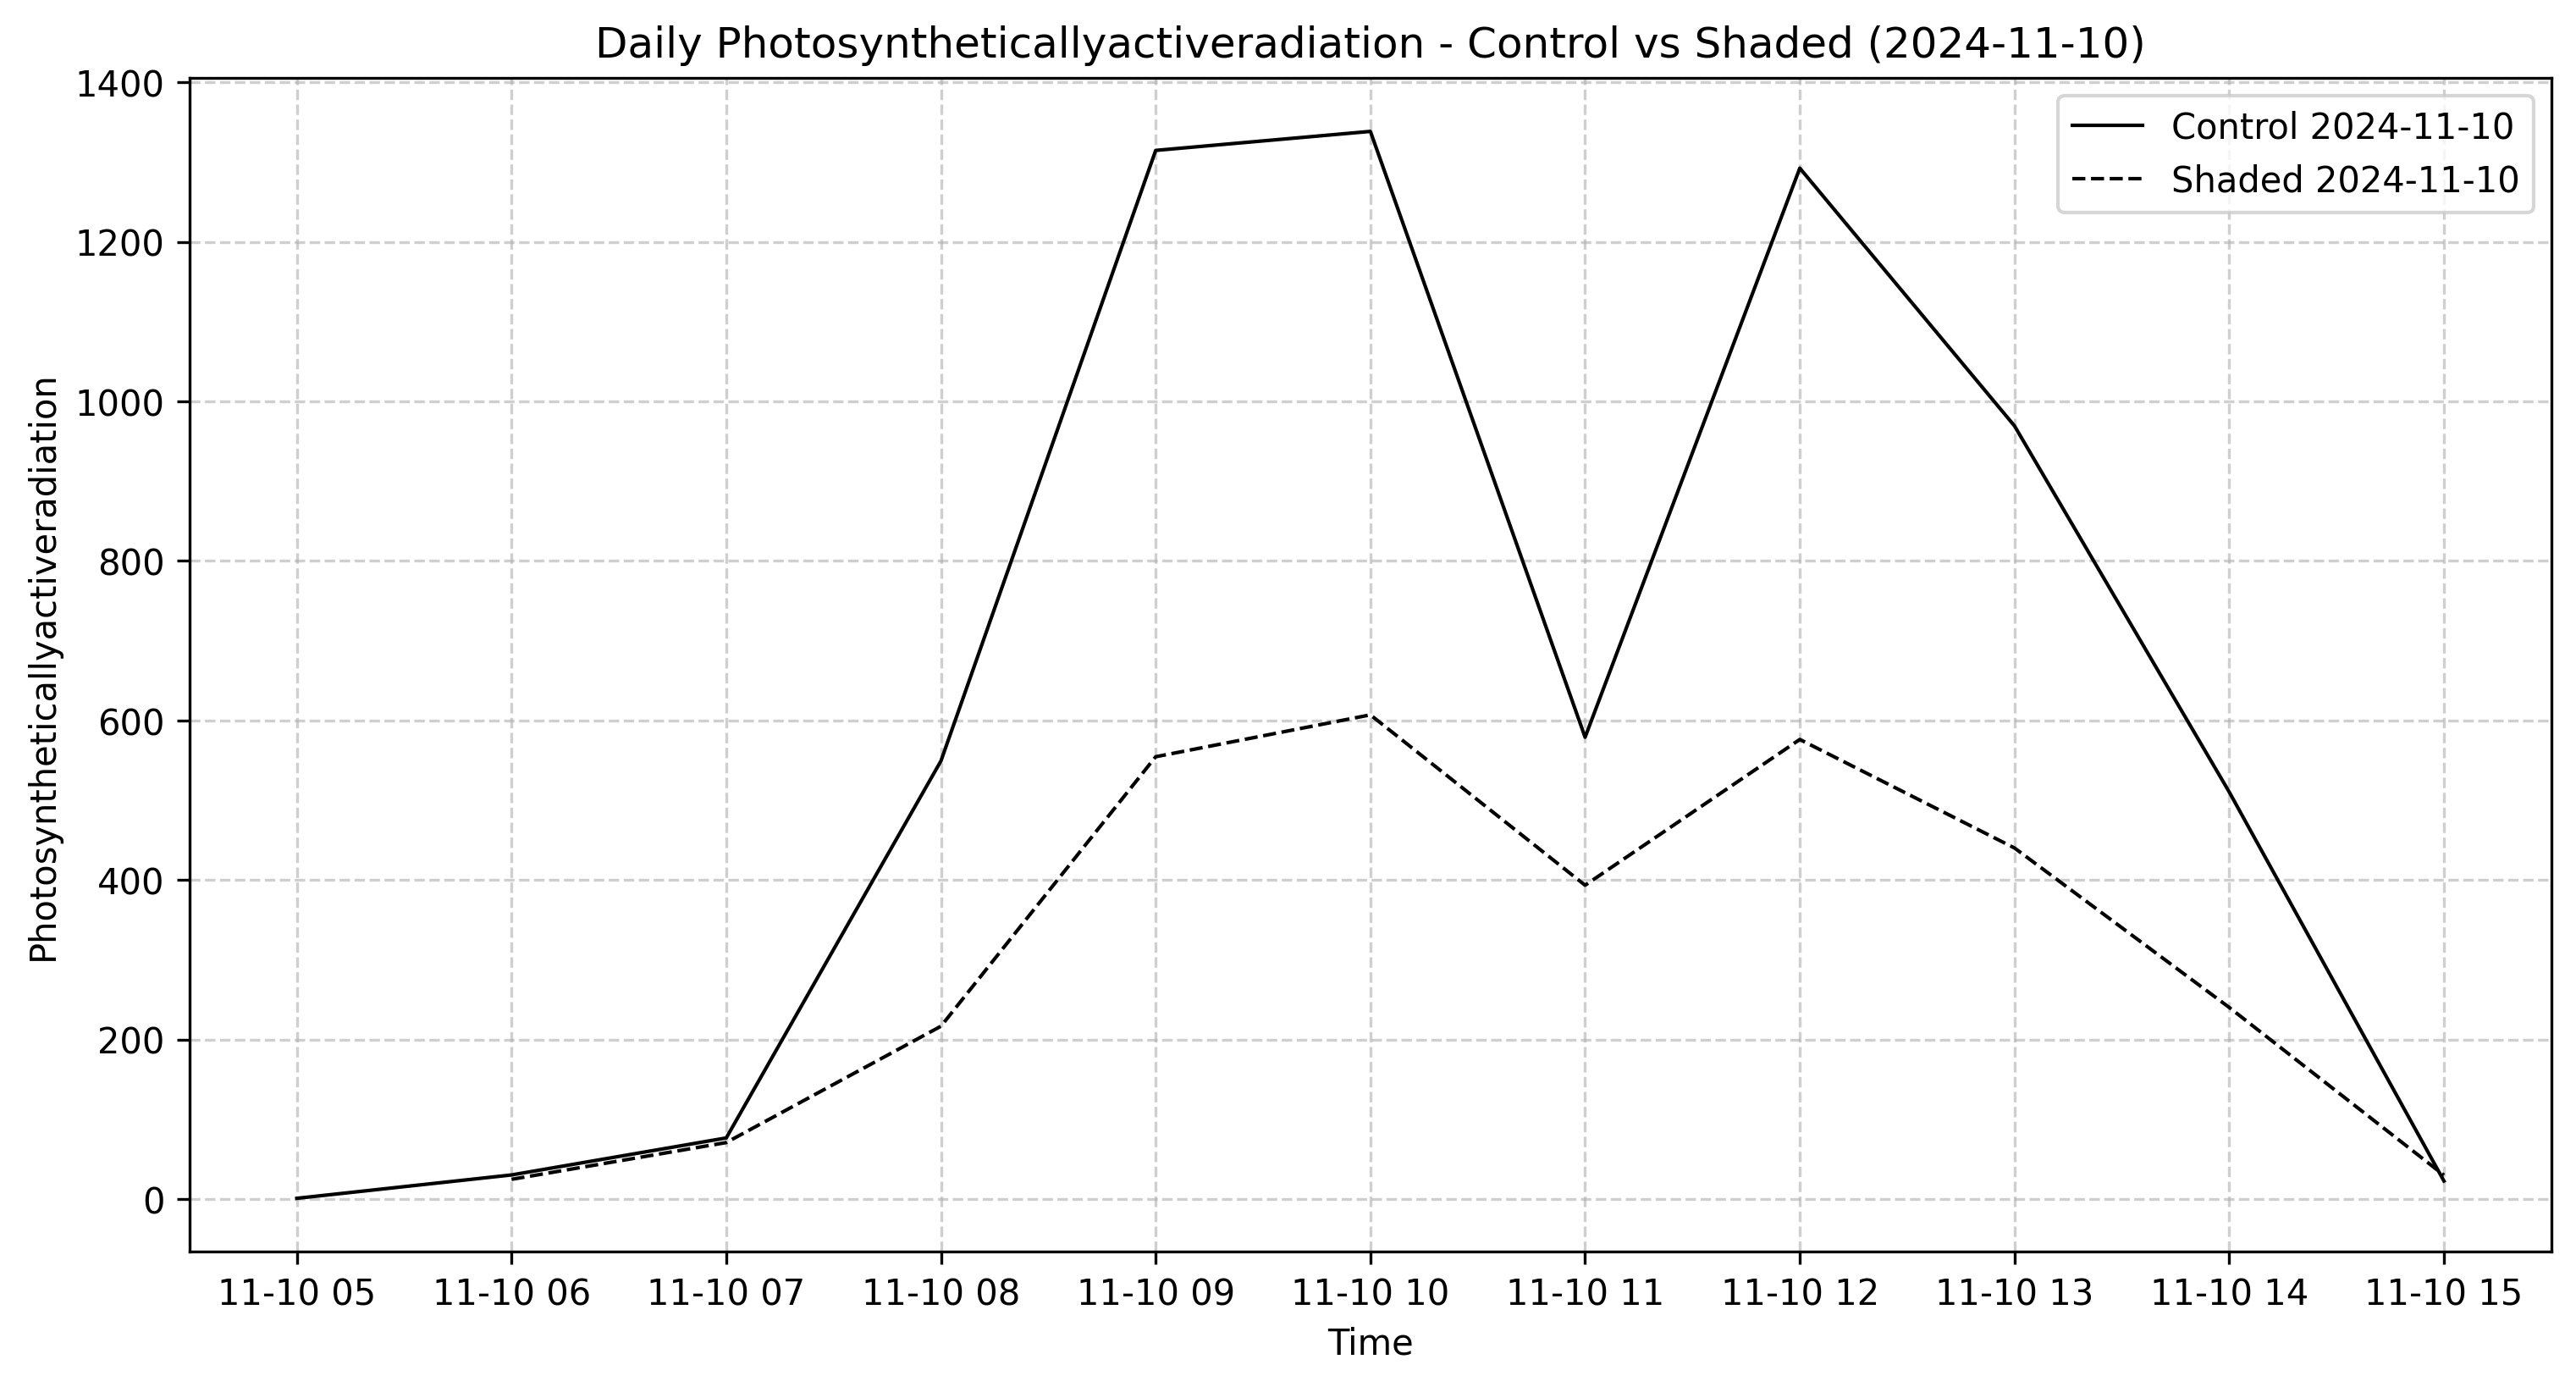 Daily Photosyntheticallyactiveradiation - Control vs Shaded (2024-11-10)
Control 2024-11-10
Shaded 2024-11-10
Photosyntheticallyactiveradiation
1400
1200
1000
800
600
400
200
0
11-10 05 11-10 06 11-10 07 11-10 08 11-10 09 11-10 10 11-10 11 11-10 12 11-10 13 11-10 14 11-10 15
Time